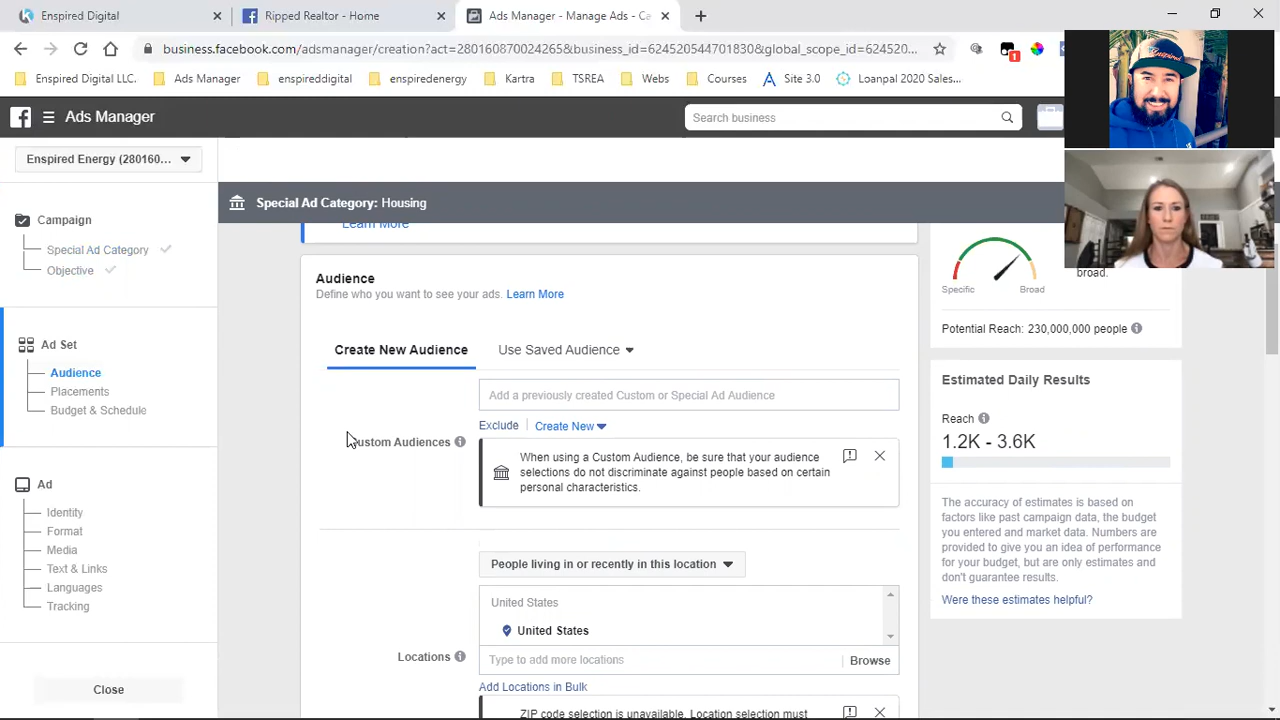 Enspired Digital
Ripped Realtor - Home
Ads Manager - Manage Ads - Ca
business.facebook.com/adsmanager/creation?act=280160870024265&business_id=624520544701830&global_scope_id=624520...
1
Enspired Digital LLC.
Ads Manager
enspireddigital
enspiredenergy
Kartra
TSREA
Webs
Courses
Site 3.0
Loanpal 2020 Sales...
Ads Manager
Search business
Enspired Energy (280160...
Special Ad Category: Housing
Campaign
Special Ad Category
Objective
Ad Set
Audience
Placements
Budget & Schedule
Ad
Identity
Format
Media
Text & Links
Languages
Tracking
Close
Learn More
Audience
Define who you want to see your ads. Learn More
Create New Audience
Use Saved Audience
Add a previously created Custom or Special Ad Audience
Exclude
Create New
Custom Audiences
When using a Custom Audience, be sure that your audience
selections do not discriminate against people based on certain
personal characteristics.
People living in or recently in this location
United States
United States
Locations
Type to add more locations
Browse
Add Locations in Bulk
ZIP code selection is unavailable. Location selection must
Specific
Broad
broad.
Potential Reach: 230,000,000 people
Estimated Daily Results
Reach
1.2K - 3.6K
The accuracy of estimates is based on
factors like past campaign data, the budget
you entered and market data. Numbers are
provided to give you an idea of performance
for your budget, but are only estimates and
don't guarantee results.
Were these estimates helpful?